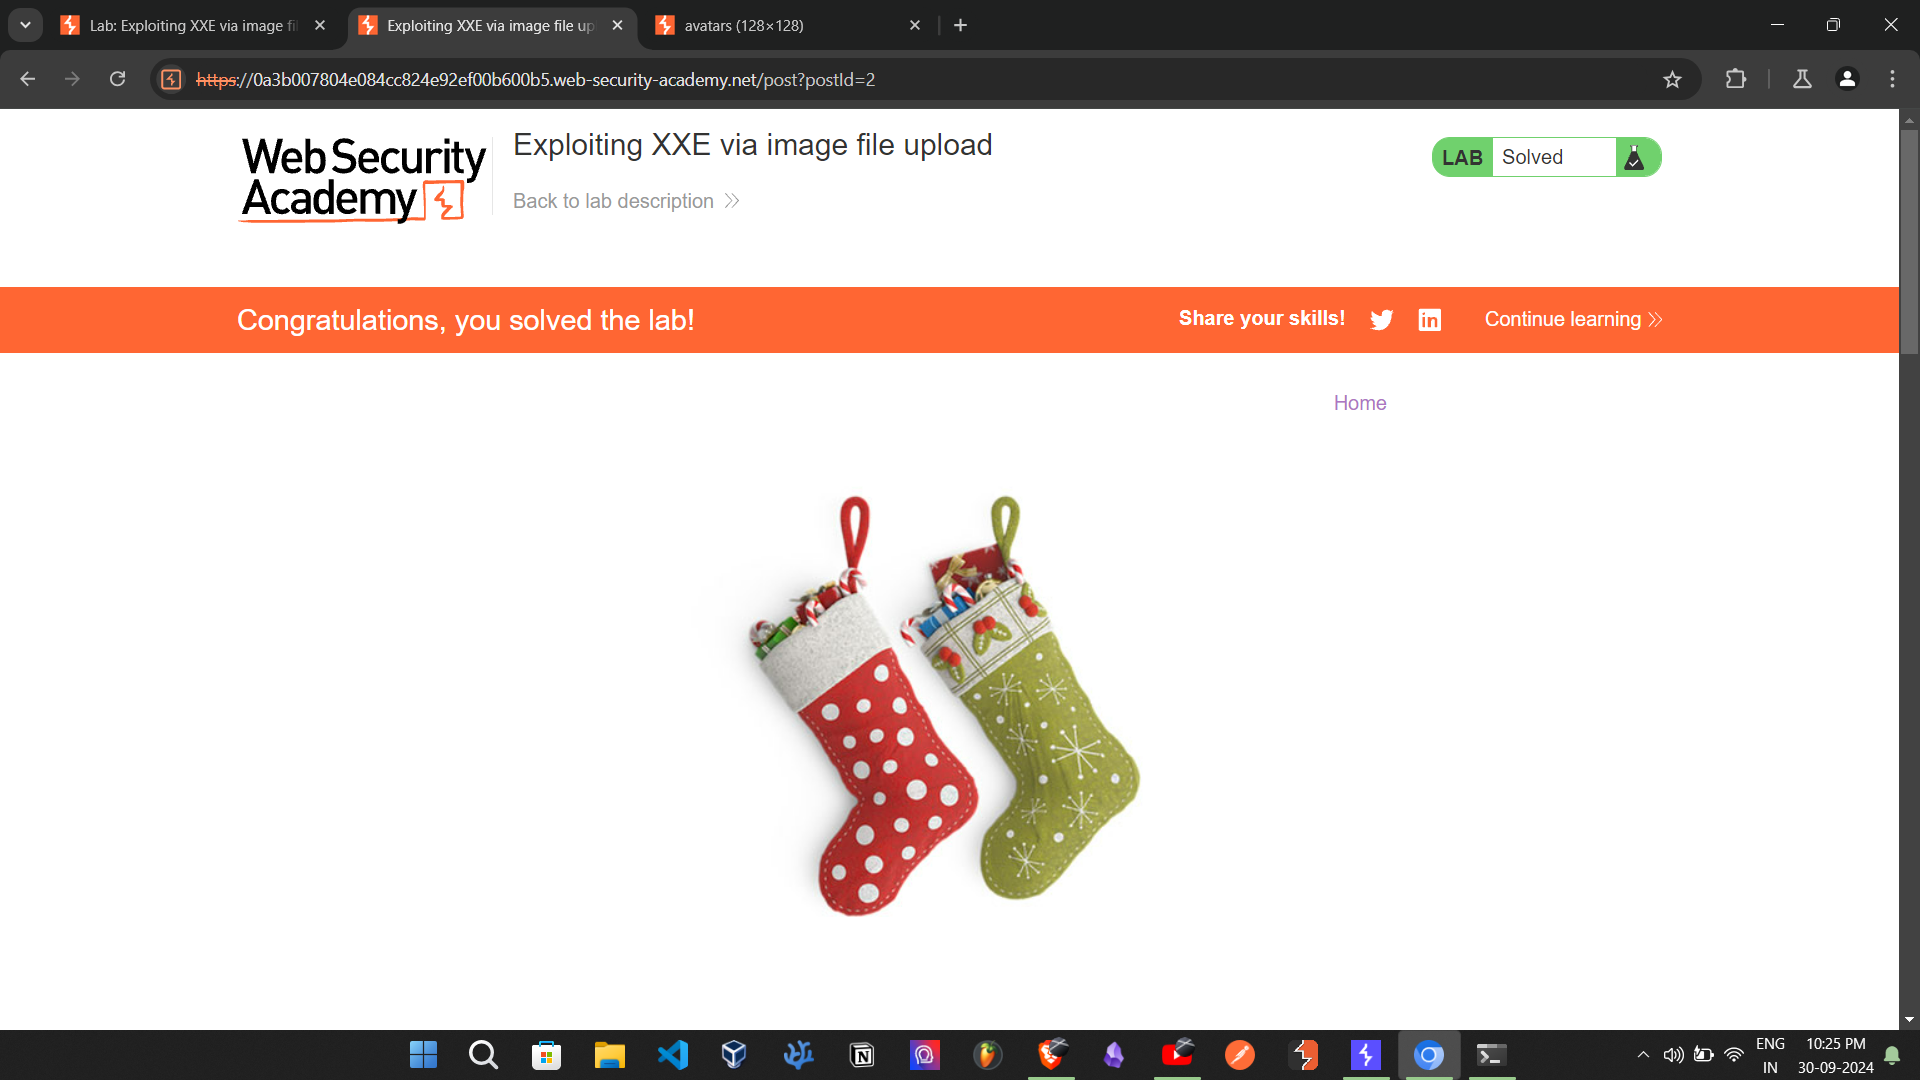 Lab: Exploiting XXE via image fi
Exploiting XXE via image file up
avatars (128×128)
https://0a3b007804e084cc824e92ef00b600b5.web-security-academy.net/post?postId=2
Web Security
Academy
Exploiting XXE via image file upload
Back to lab description
LAB Solved
Congratulations, you solved the lab!
Share your skills!
Continue learning
Home
ENG
IN
10:25 PM
30-09-2024